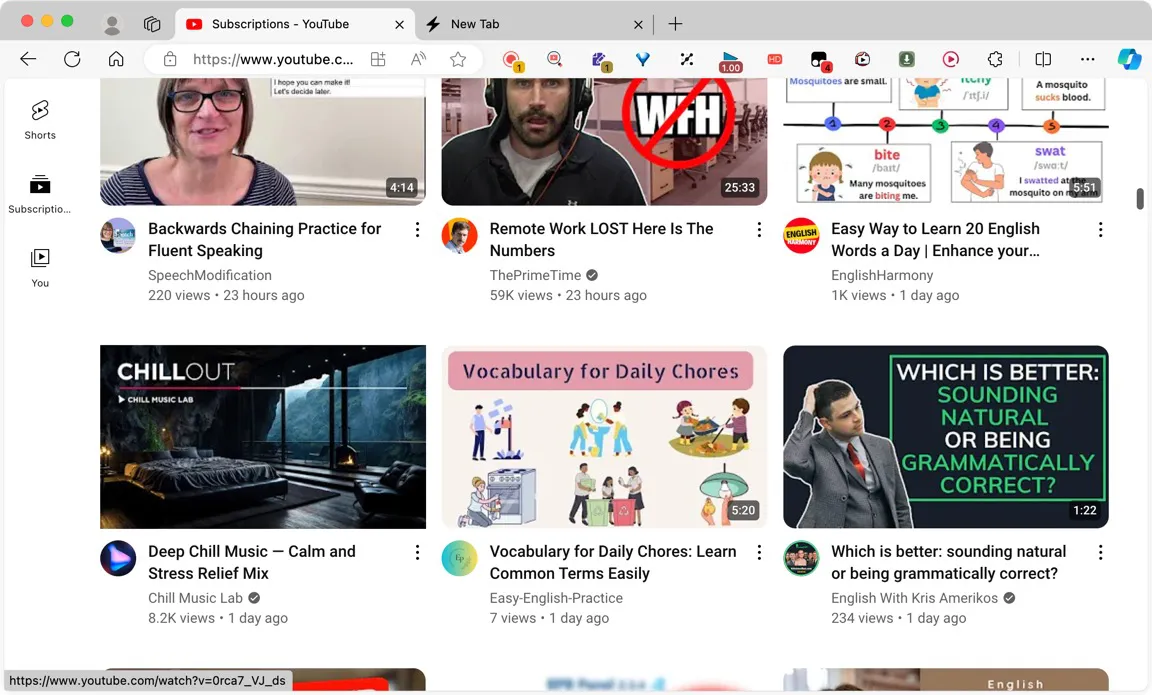 Subscriptions - YouTube
New Tab
https://www.youtube.c...
1
1
1.00
HD
4
Shorts
Subscriptio...
You
I hope you can make it!
Let's decide later.
4:14
WFH
25:33
Mosquitoes are small.
itchy
/ˈɪtʃi/
A mosquito
sucks blood.
1
2
3
4
5
bite
/baɪt/
Many mosquitoes
are biting me.
swat
/swɑːt/
I swatted at the
mosquito on my arm
5:51
Backwards Chaining Practice for
Fluent Speaking
SpeechModification
220 views • 23 hours ago
Remote Work LOST Here Is The
Numbers
ThePrimeTime
59K views • 23 hours ago
ENGLISH
HARMONY
Easy Way to Learn 20 English
Words a Day | Enhance your...
EnglishHarmony
1K views • 1 day ago
CHILLOUT
CHILL MUSIC LAB
Vocabulary for Daily Chores
5:20
WHICH IS BETTER:
SOUNDING
NATURAL
OR BEING
GRAMMATICALLY
CORRECT?
1:22
Deep Chill Music — Calm and
Stress Relief Mix
Chill Music Lab
8.2K views • 1 day ago
Ep
Vocabulary for Daily Chores: Learn
Common Terms Easily
Easy-English-Practice
7 views • 1 day ago
Which is better: sounding natural
or being grammatically correct?
English With Kris Amerikos
234 views • 1 day ago
https://www.youtube.com/watch?v=0rca7_VJ_ds
English